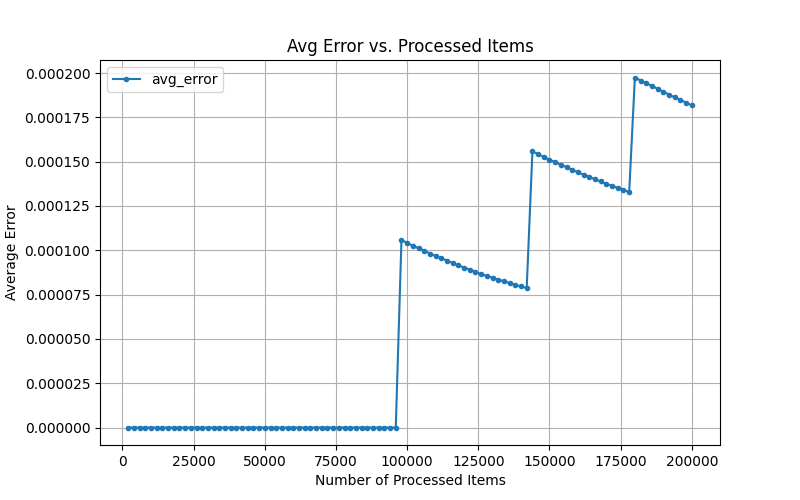 Avg Error vs. Processed Items
avg_error
0.000200
0.000175
0.000150
0.000125
0.000100
0.000075
0.000050
0.000025
0.000000
Average Error
0 25000 50000 75000 100000 125000 150000 175000 200000
Number of Processed Items